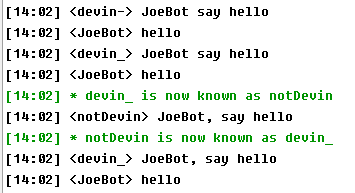 [14:02] <devin-> JoeBot say hello
[14:02] <JoeBot> hello
[14:02] <devin_> JoeBot say hello
[14:02] <JoeBot> hello
[14:02] * devin_ is now known as notDevin
[14:02] <notDevin> JoeBot, say hello
[14:02] * notDevin is now known as devin_
[14:02] <devin_> JoeBot, say hello
[14:02] <JoeBot> hello